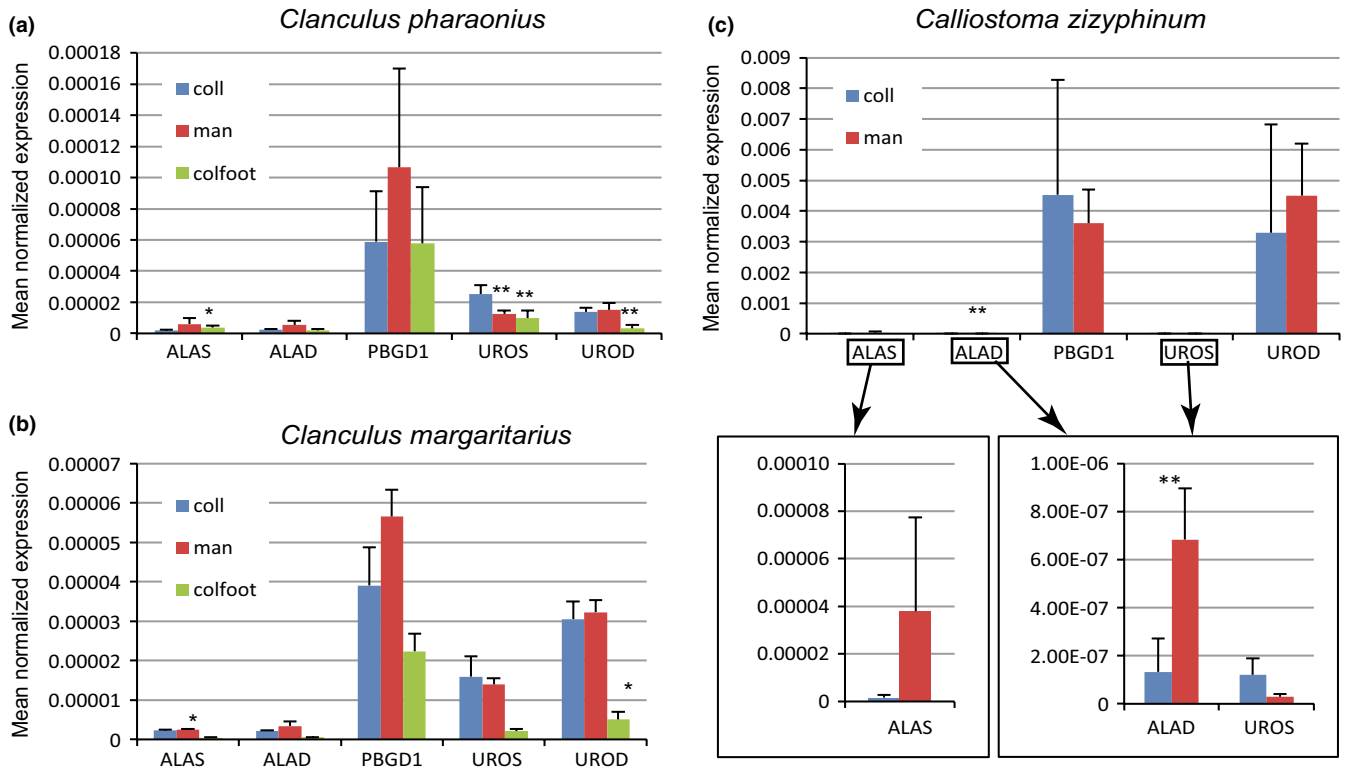 (a)
Clanculus pharaonius
Mean normalized expression
0.00018
0.00016
0.00014
0.00012
0.00010
0.00008
0.00006
0.00004
0.00002
0
coll
man
colfoot
*
** **
**
ALAS ALAD PBGD1 UROS UROD
(b)
Clanculus margaritarius
Mean normalized expression
0.00007
0.00006
0.00005
0.00004
0.00003
0.00002
0.00001
0
coll
man
colfoot
*
*
ALAS ALAD PBGD1 UROS UROD
(c)
Calliostoma zizyphinum
Mean normalized expression
0.009
0.008
0.007
0.006
0.005
0.004
0.003
0.002
0.001
0
coll
man
**
ALAS ALAD PBGD1 UROS UROD
0.00010
0.00008
0.00006
0.00004
0.00002
0
ALAS
1.00E-06
8.00E-07
6.00E-07
4.00E-07
2.00E-07
0
**
ALAD UROS